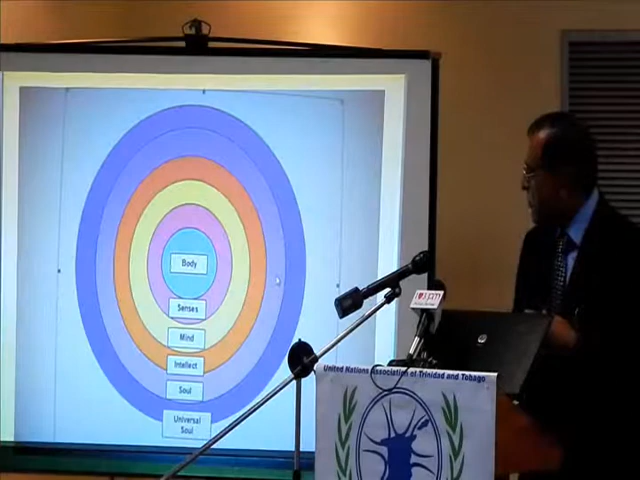 Body
Senses
Mind
Intellect
Soul
Universal
Soul
United Nations Association of Trinidad and Tobago